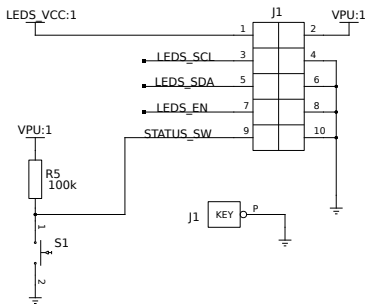 LEDS_VCC:1
J1
VPU:1
1
2
LEDS_SCL
3
4
LEDS_SDA
5
6
LEDS_EN
7
8
STATUS_SW
9
10
VPU:1
R5
100k
J1
KEY
P
1
S1
2